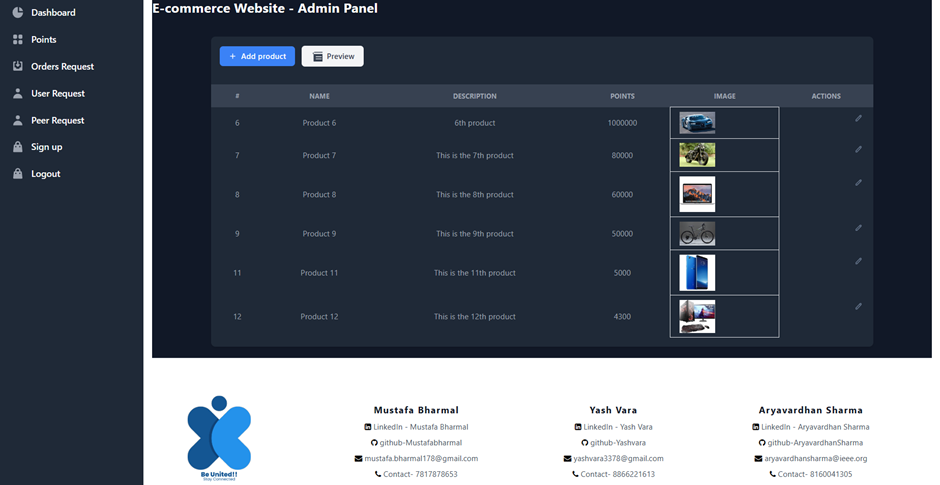 Dashboard
Points
Orders Request
User Request
Peer Request
Sign up
Logout
E-commerce Website - Admin Panel
+ Add product Preview
# NAME DESCRIPTION POINTS IMAGE ACTIONS
6 Product 6 6th product 1000000
7 Product 7 This is the 7th product 80000
8 Product 8 This is the 8th product 60000
9 Product 9 This is the 9th product 50000
11 Product 11 This is the 11th product 5000
12 Product 12 This is the 12th product 4300
Be United!!
Stay Connected
Mustafa Bharmal
LinkedIn - Mustafa Bharmal
github-Mustafabharmal
mustafa.bharmal178@gmail.com
Contact- 7817878653
Yash Vara
LinkedIn - Yash Vara
github-Yashvara
yashvara3378@gmail.com
Contact- 8866221613
Aryavardhan Sharma
LinkedIn - Aryavardhan Sharma
github-AryavardhanSharma
aryavardhansharma@ieee.org
Contact- 8160041305